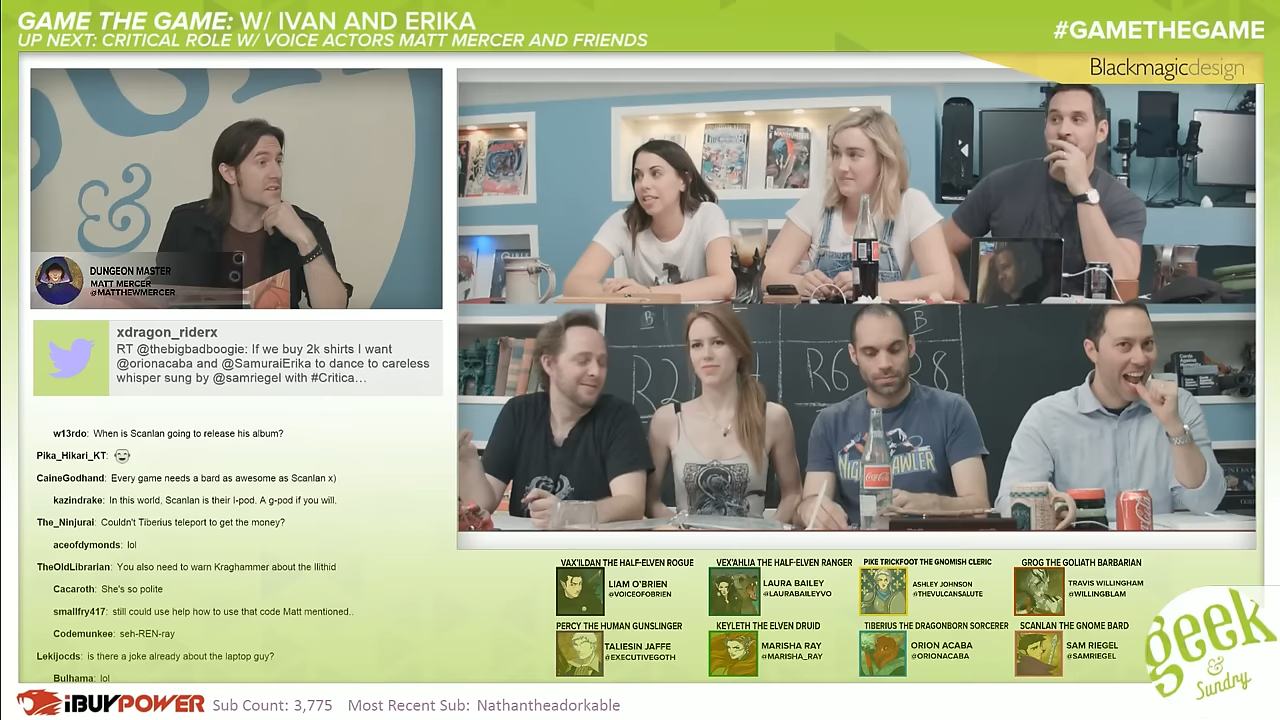 GAME THE GAME: W/ IVAN AND ERIKA
UP NEXT: CRITICAL ROLE W/ VOICE ACTORS MATT MERCER AND FRIENDS
#GAMETHEGAME
Blackmagicdesign
DUNGEON MASTER
MATT MERCER
@MATTHEWMERCER
xdragon_riderx
RT @thebigbadboogie: If we buy 2k shirts I want
@orionacaba and @SamuraiErika to dance to careless
whisper sung by @samriegel with #Critica…
w13rdo: When is Scanlan going to release his album?
Pika_Hikari_KT:
CaineGodhand: Every game needs a bard as awesome as Scanlan x)
kazindrake: In this world, Scanlan is their I-pod. A g-pod if you will.
The_Ninjurai: Couldn't Tiberius teleport to get the money?
aceofdymonds: lol
TheOldLibrarian: You also need to warn Kraghammer about the Ilithid
Cacaroth: She's so polite
smallfry417: still could use help how to use that code Matt mentioned..
Codemunkee: seh-REN-ray
Lekijocds: is there a joke already about the laptop guy?
Bulhama: lol
B
B
R2
R6
28
Coca-Cola
VAX'ILDAN THE HALF-ELVEN ROGUE
LIAM O'BRIEN
@VOICEOFOBRIEN
VEX'AHLIA THE HALF-ELVEN RANGER
LAURA BAILEY
@LAURABAILEYVO
PIKE TRICKFOOT THE GNOMISH CLERIC
ASHLEY JOHNSON
@THEVULCANSALUTE
GROG THE GOLIATH BARBARIAN
TRAVIS WILLINGHAM
@WILLINGBLAM
PERCY THE HUMAN GUNSLINGER
TALIESIN JAFFE
@EXECUTIVEGOTH
KEYLETH THE ELVEN DRUID
MARISHA RAY
@MARISHA_RAY
TIBERIUS THE DRAGONBORN SORCERER
ORION ACABA
@ORIONACABA
SCANLAN THE GNOME BARD
SAM RIEGEL
@SAMRIEGEL
geek
&
Sundry
iBUYPOWER
Sub Count: 3,775 Most Recent Sub: Nathantheadorkable